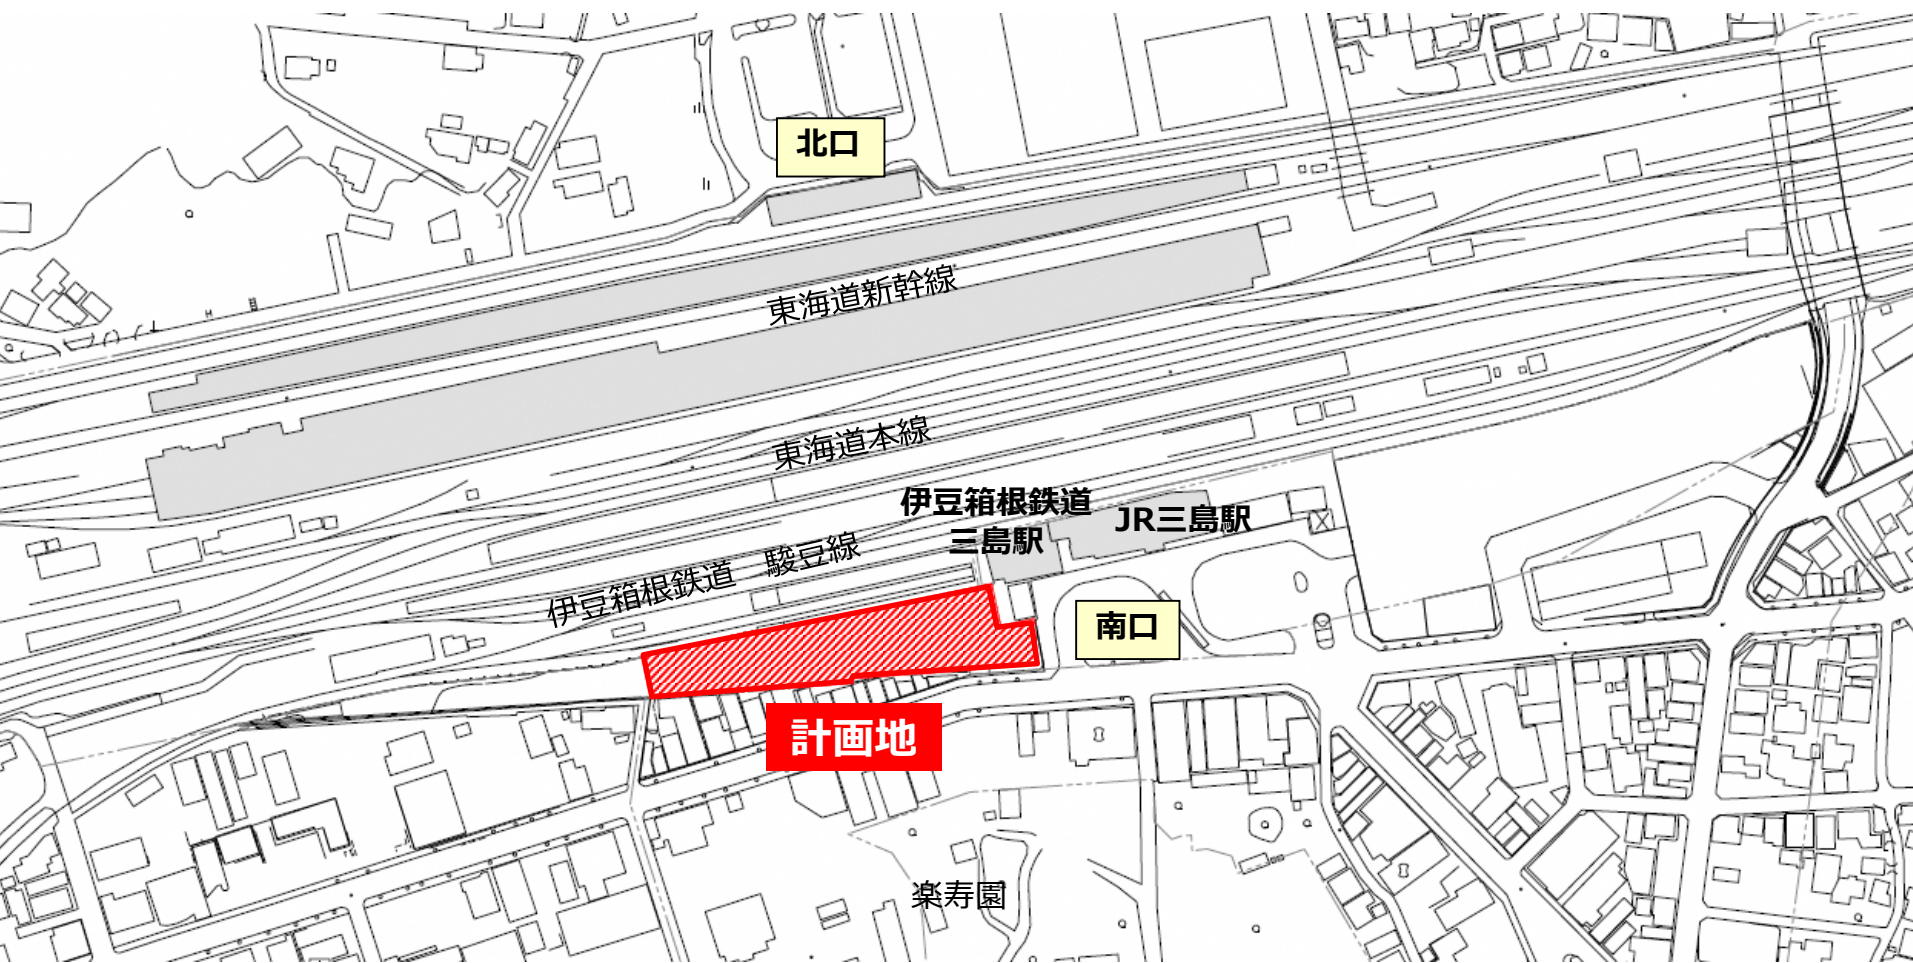 北口
東海道新幹線
東海道本線
伊豆箱根鉄道
三島駅
JR三島駅
伊豆箱根鉄道　駿豆線
南口
計画地
楽寿園